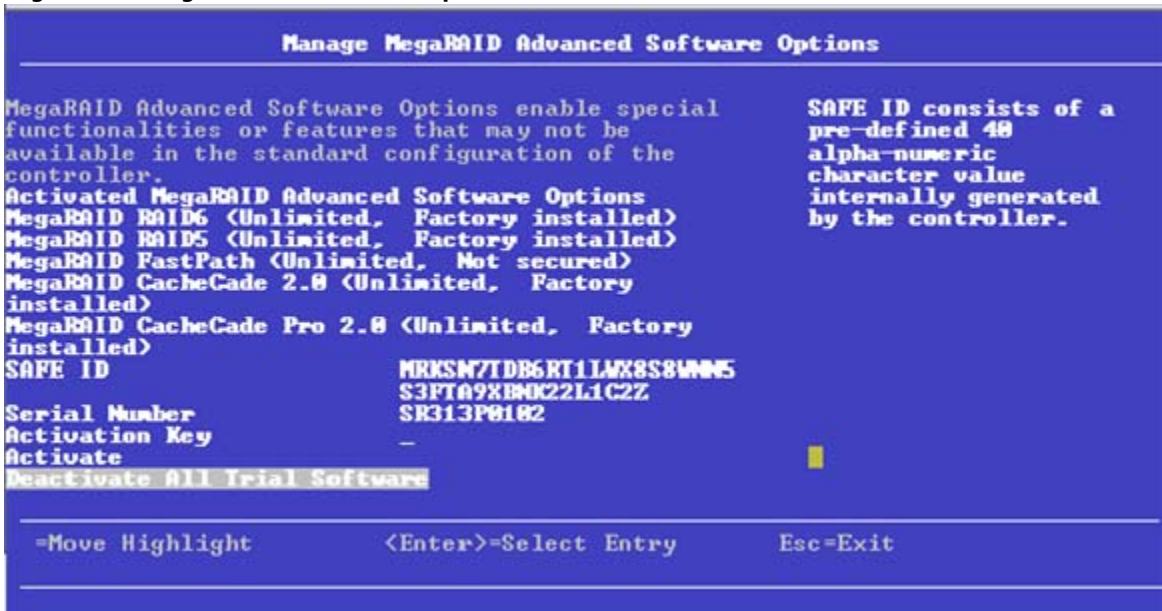 Manage MegaRAID Advanced Software Options
MegaRAID Advanced Software Options enable special
functionalities or features that may not be
available in the standard configuration of the
controller.
Activated MegaRAID Advanced Software Options
MegaRAID RAID6 (Unlimited, Factory installed)
MegaRAID RAID5 (Unlimited, Factory installed)
MegaRAID FastPath (Unlimited, Not secured)
MegaRAID CacheCade 2.0 (Unlimited, Factory
installed)
MegaRAID CacheCade Pro 2.0 (Unlimited, Factory
installed)
SAFE ID
Serial Number SR313P0102
Activation Key _
Activate
Deactivate All Trial Software
SAFE ID consists of a
pre-defined 40
alpha-numeric
character value
internally generated
by the controller.
=Move Highlight <Enter>=Select Entry Esc=Exit